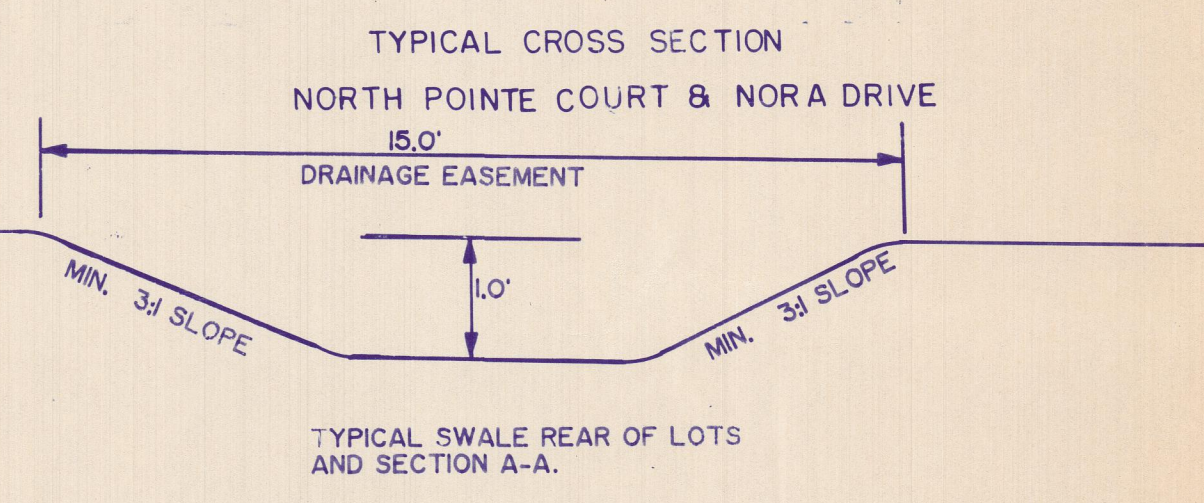 TYPICAL CROSS SECTION
NORTH POINTE COURT & NORA DRIVE
15.0'
DRAINAGE EASEMENT
1.0'
MIN. 3:1 SLOPE
MIN. 3:1 SLOPE
TYPICAL SWALE REAR OF LOTS
AND SECTION A-A.